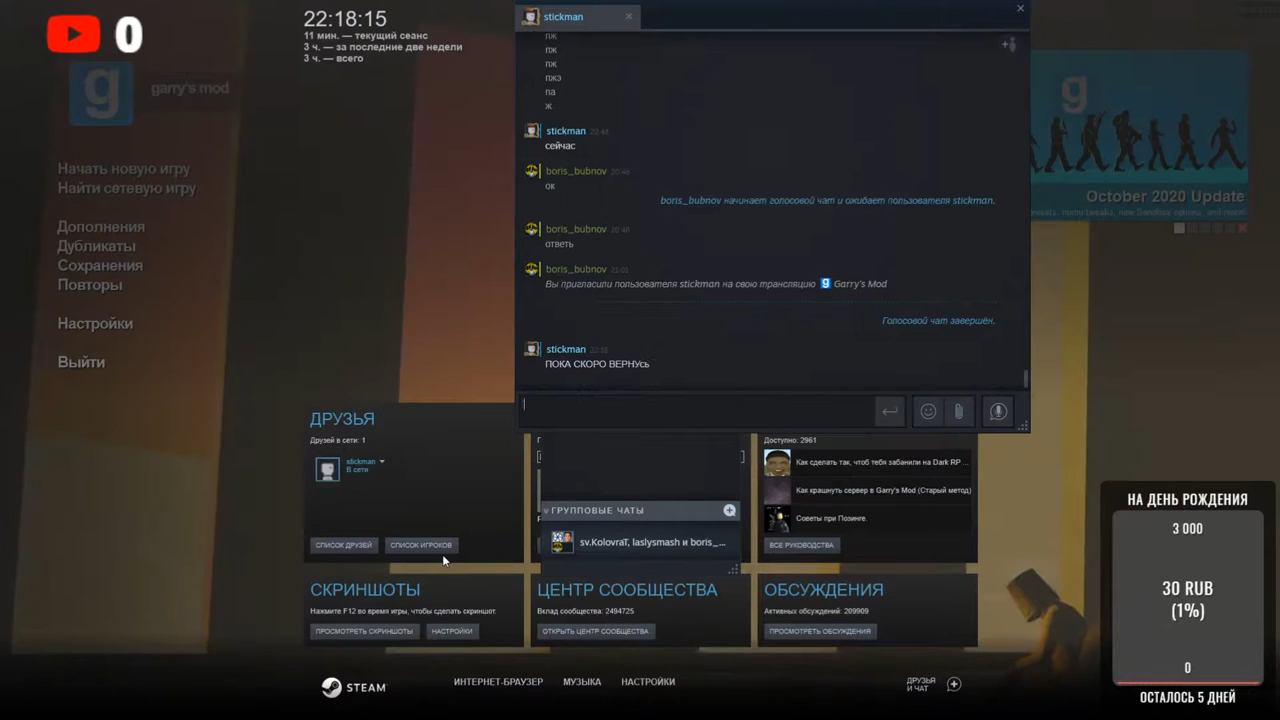 0
22:18:15
11 мин. — текущий сеанс
3 ч. — за последние две недели
3 ч. — всего
garry's mod
Начать новую игру
Найти сетевую игру
Дополнения
Дубликаты
Сохранения
Повторы
Настройки
Выйти
stickman
пж
пж
пж
пжэ
па
ж
stickman
сейчас
boris_bubnov
ок
boris_bubnov начинает голосовой чат и ожидает пользователя stickman.
boris_bubnov
ответь
boris_bubnov 21:01
Вы пригласили пользователя stickman на свою трансляцию Garry's Mod
Голосовой чат завершён.
stickman
ПОКА СКОРО ВЕРНУсь
October 2020 Update
ДРУЗЬЯ
Друзей в сети: 1
stickman
В сети
СПИСОК ДРУЗЕЙ
СПИСОК ИГРОКОВ
ГРУППОВЫЕ ЧАТЫ
sv.KolovraT, laslysmash и boris_...
Доступно: 2961
Как сделать так, чтоб тебя забанили на Dark RP ...
Как крашнуть сервер в Garry's Mod (Старый метод)
Советы при Позинге.
ВСЕ РУКОВОДСТВА
СКРИНШОТЫ
Нажмите F12 во время игры, чтобы сделать скриншот.
ПРОСМОТРЕТЬ СКРИНШОТЫ
НАСТРОЙКИ
ЦЕНТР СООБЩЕСТВА
Вклад сообщества: 2494725
ОТКРЫТЬ ЦЕНТР СООБЩЕСТВА
ОБСУЖДЕНИЯ
Активных обсуждений: 209909
ПРОСМОТРЕТЬ ОБСУЖДЕНИЯ
STEAM
ИНТЕРНЕТ-БРАУЗЕР
МУЗЫКА
НАСТРОЙКИ
ДРУЗЬЯ
И ЧАТ
НА ДЕНЬ РОЖДЕНИЯ
3 000
30 RUB
(1%)
0
ОСТАЛОСЬ 5 ДНЕЙ